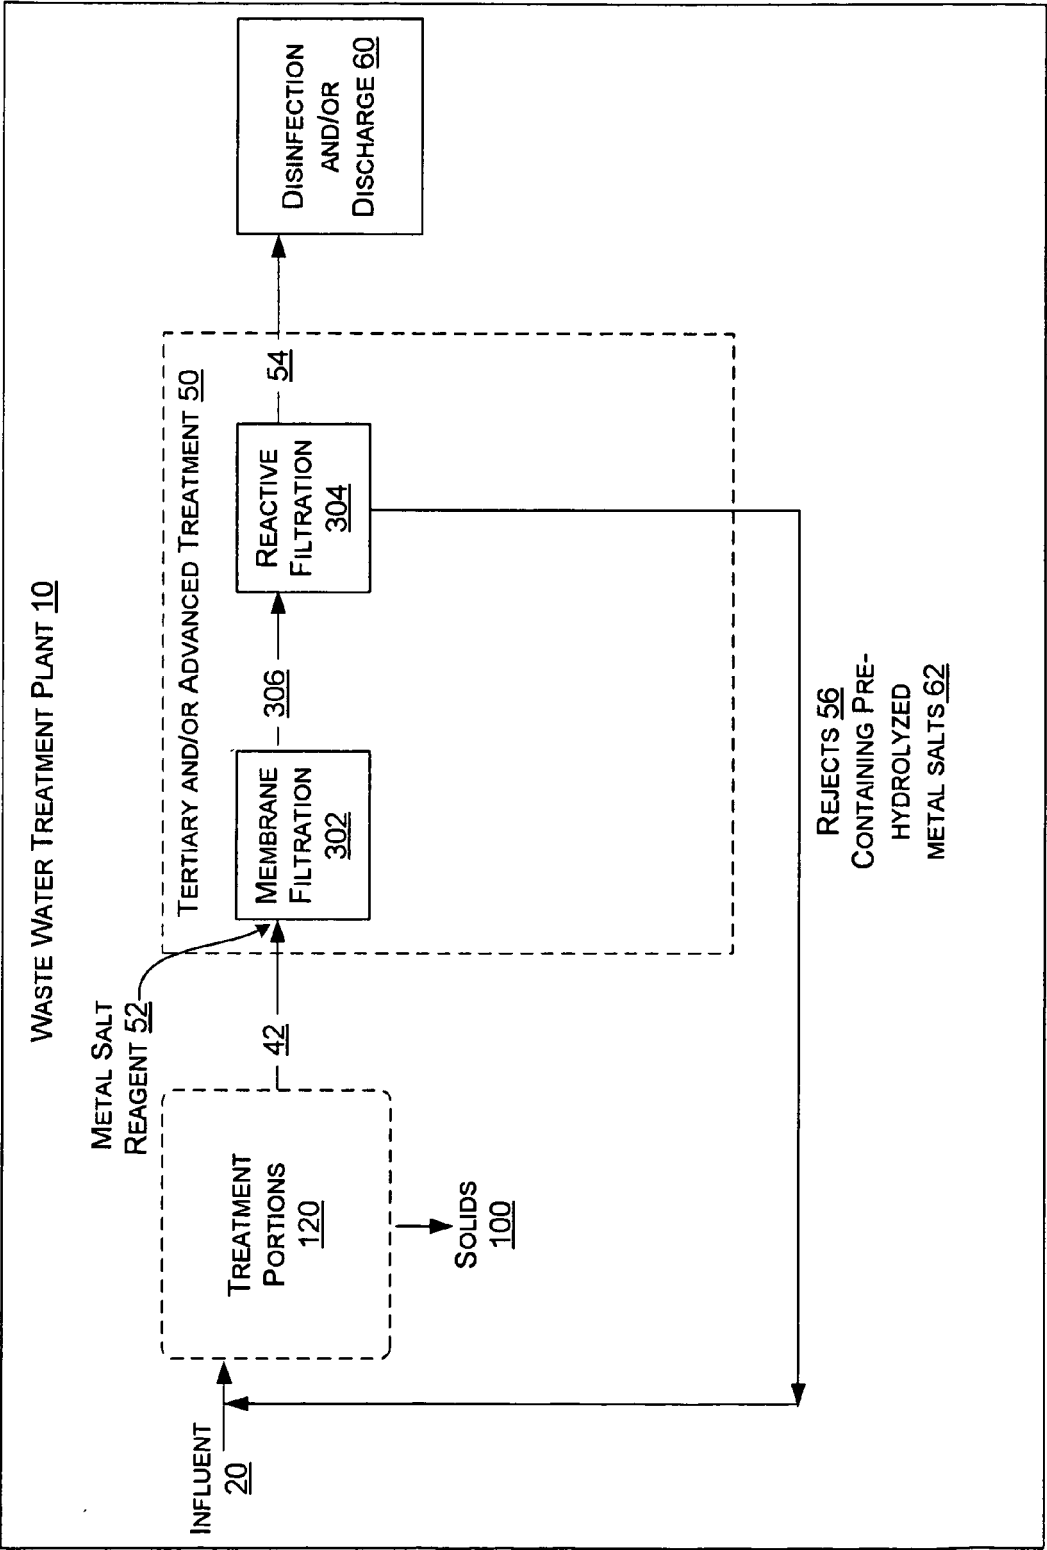 WASTE WATER TREATMENT PLANT 10
METAL SALT
REAGENT 52
TERTIARY AND/OR ADVANCED TREATMENT 50
INFLUENT
20
TREATMENT
PORTIONS
120
SOLIDS
100
42
MEMBRANE
FILTRATION
302
306
REACTIVE
FILTRATION
304
54
DISINFECTION
AND/OR
DISCHARGE 60
REJECTS 56
CONTAINING PRE-
HYDROLYZED
METAL SALTS 62